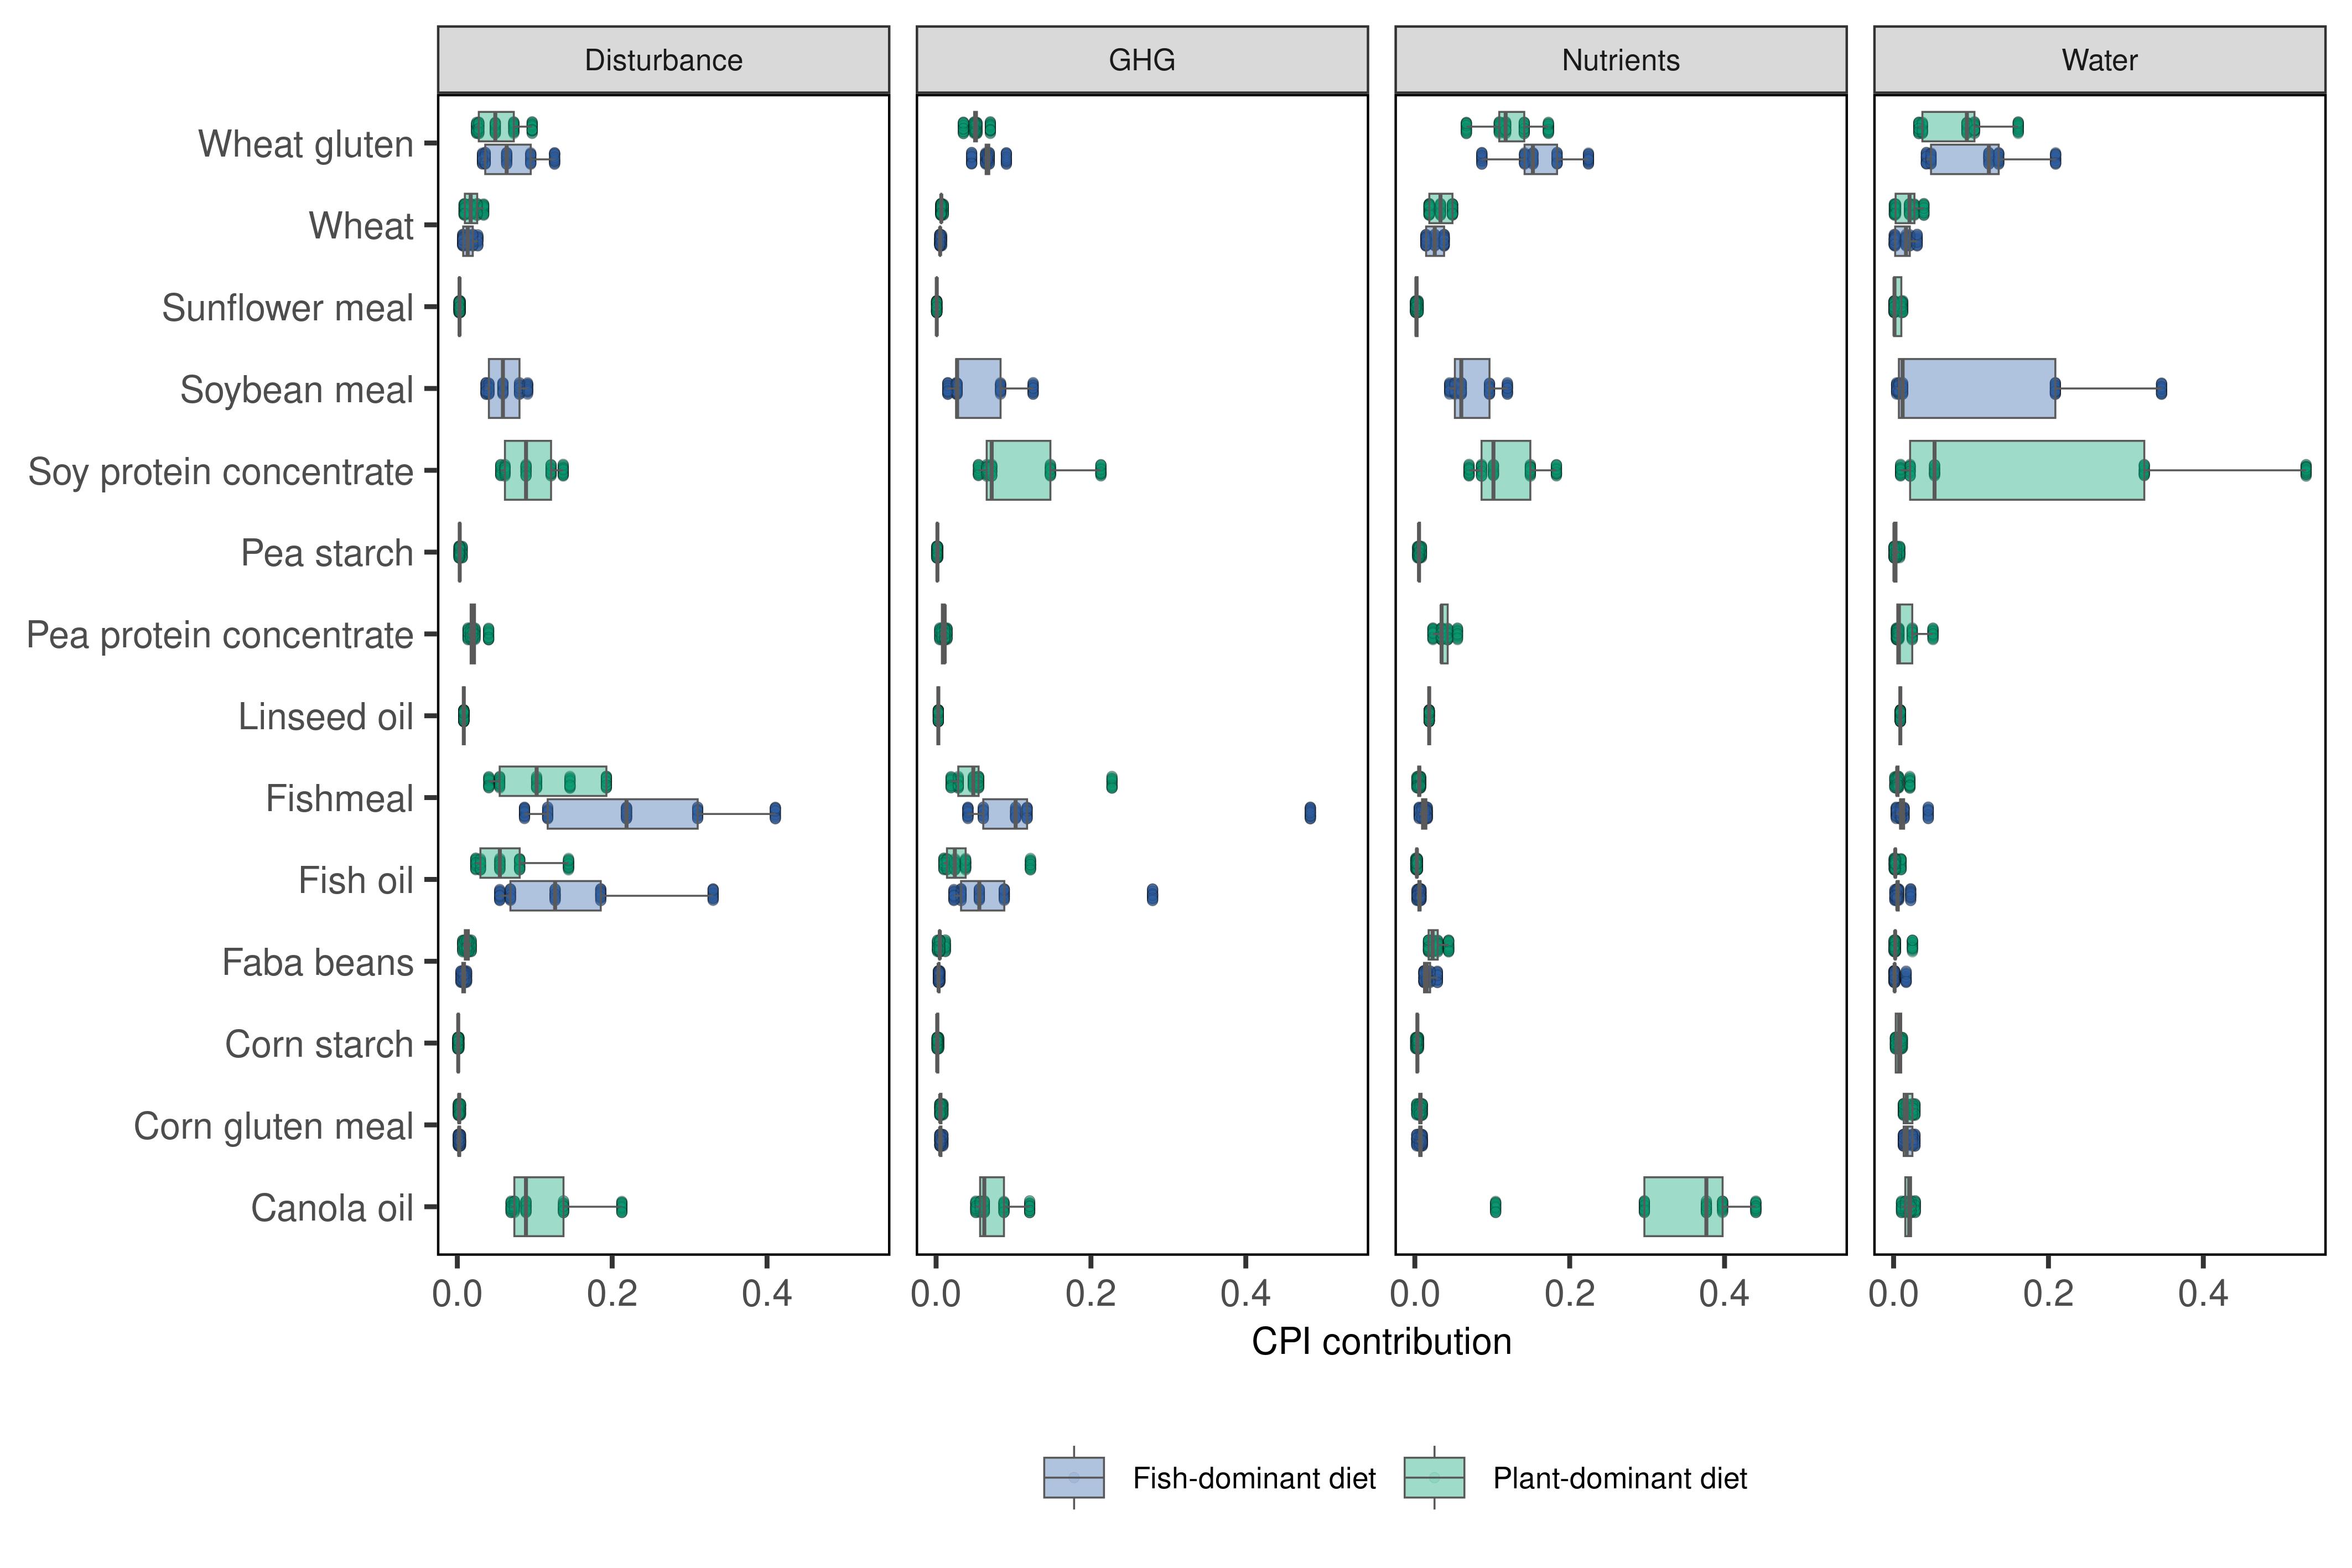 Disturbance GHG Nutrients Water
Wheat gluten
Wheat
Sunflower meal
Soybean meal
Soy protein concentrate
Pea starch
Pea protein concentrate
Linseed oil
Fishmeal
Fish oil
Faba beans
Corn starch
Corn gluten meal
Canola oil
0.0 0.2 0.4 0.0 0.2 0.4 0.0 0.2 0.4 0.0 0.2 0.4
CPI contribution
Fish-dominant diet Plant-dominant diet